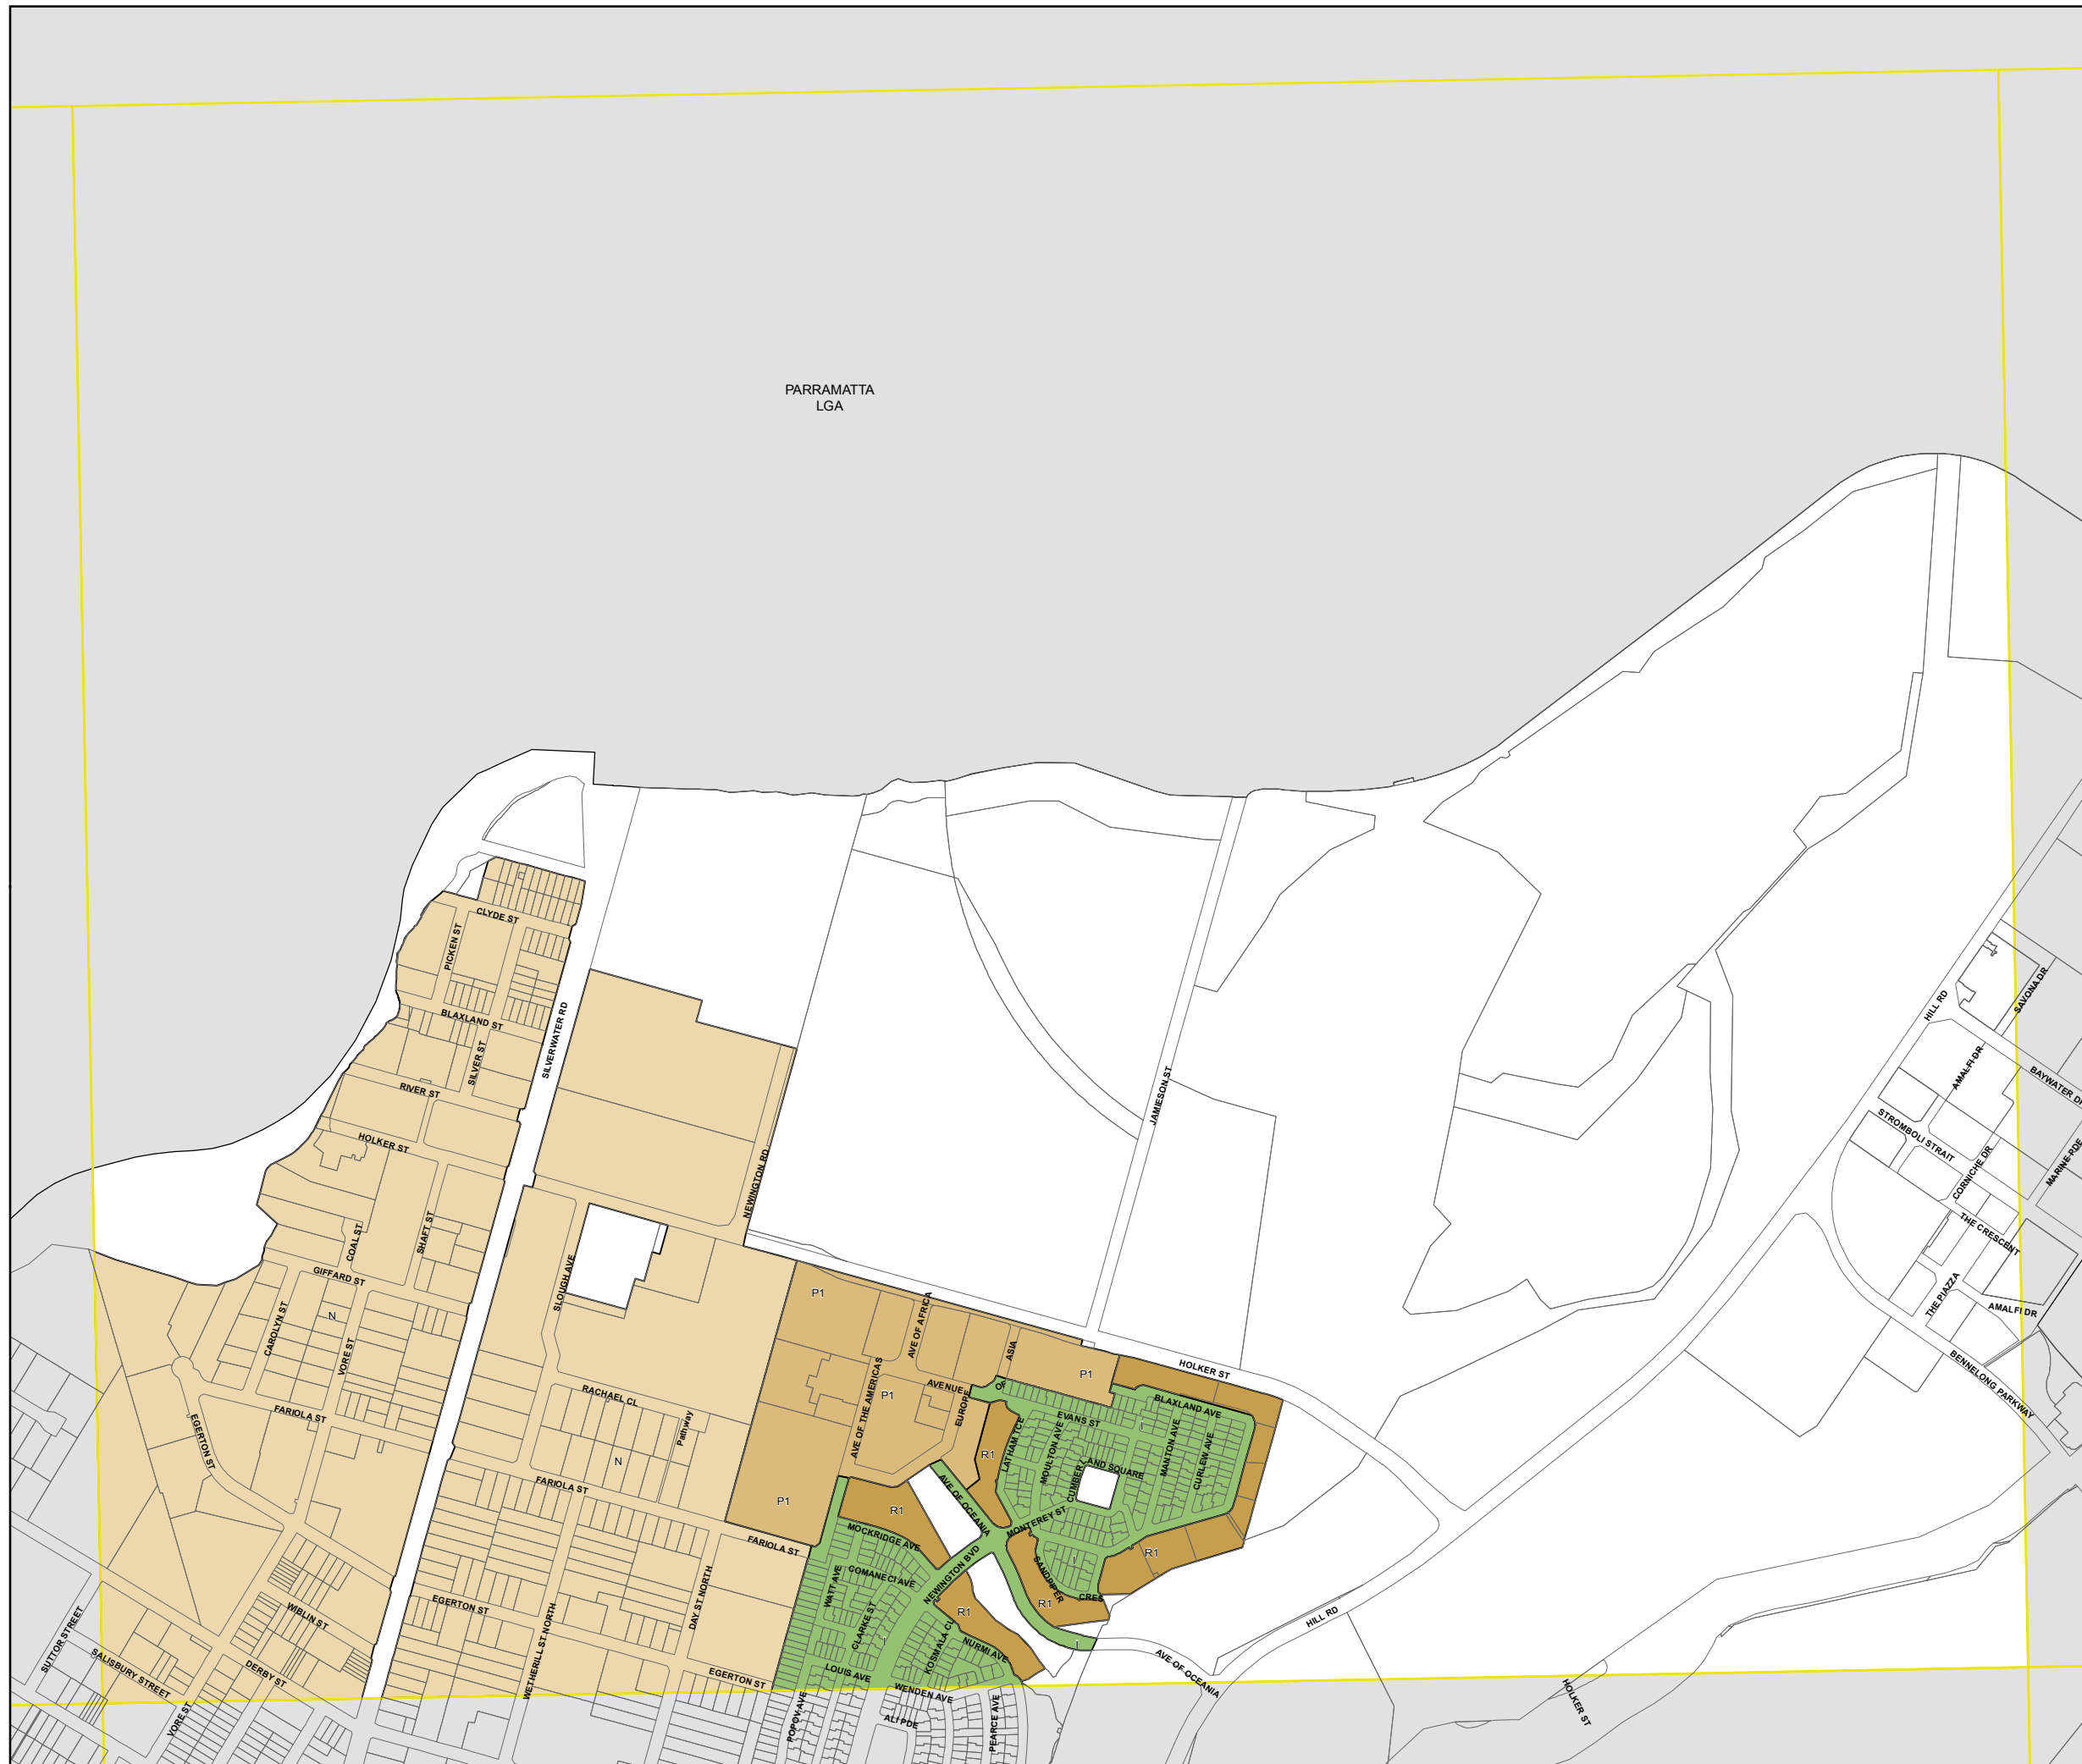 PARRAMATTA
LGA
CLYDE ST
PICKEN ST
BLAXLAND ST
SILVER ST
SILVERWATER RD
RIVER ST
HOLKER ST
NEWINGTON RD
JAMIESON ST
HILL RD
SAVONA DR
AMALFI DR
BAYWATER DR
STROMBOLI STRAIT
CORNICHE DR
MARINE PDE
THE CRESCENT
THE PIAZZA
AMALFI DR
BENNELONG PARKWAY
COAL ST
SHAFT ST
GIFFARD ST
SLOUGH AVE
CAROLYN ST
N
VORE ST
P1
AVE OF AFRICA
ASIA
P1
HOLKER ST
AVENUE
OF
EUROPE
P1
AVE OF THE AMERICAS
BLAXLAND AVE
RACHAEL CL
Pathway
FARIOLA ST
EGERTON ST
EVANS ST
I
LATHAM TCE
MOULTON AVE
MANTON AVE
CURLEW AVE
R1
CUMBERLAND SQUARE
N
FARIOLA ST
P1
R1
AVE OF OCEANIA
MONTEREY ST
FARIOLA ST
MOCKRIDGE AVE
NEWINGTON BVD
I
R1
SANDPIPER
CRES
COMANECI AVE
WATT AVE
DAY ST NORTH
EGERTON ST
WETHERILL ST NORTH
WIBLIN ST
SUTTOR STREET
SALISBURY STREET
DERBY ST
VORE ST
CLARKE ST
I
R1
R1
KOSMALA CL
NURMI AVE
I
HILL RD
AVE OF OCEANIA
LOUIS AVE
EGERTON ST
WENDEN AVE
POPOV AVE
ALI PDE
PEARCE AVE
HOLKER ST